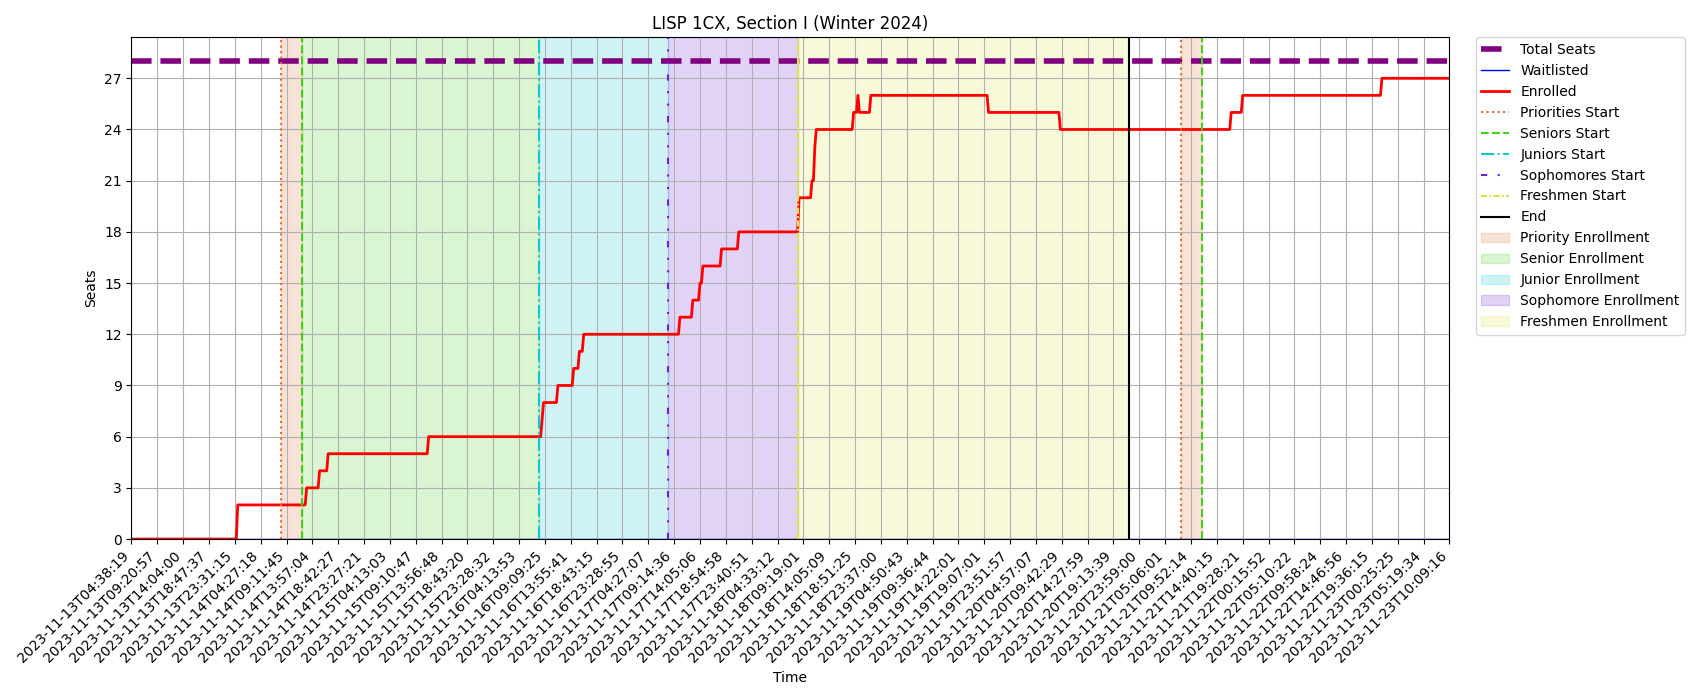 LISP 1CX, Section I (Winter 2024)
Seats
27
24
21
18
15
12
9
6
3
0
2023-11-13T04:38:19
2023-11-13T09:20:57
2023-11-13T14:04:00
2023-11-13T18:47:37
2023-11-13T23:31:15
2023-11-14T04:27:18
2023-11-14T09:11:45
2023-11-14T13:57:04
2023-11-14T18:42:27
2023-11-14T23:27:21
2023-11-15T04:13:03
2023-11-15T09:10:47
2023-11-15T13:56:48
2023-11-15T18:43:20
2023-11-15T23:28:32
2023-11-16T04:13:53
2023-11-16T09:09:25
2023-11-16T13:55:41
2023-11-16T18:43:15
2023-11-16T23:28:55
2023-11-17T04:27:07
2023-11-17T09:14:36
2023-11-17T14:05:06
2023-11-17T18:54:58
2023-11-17T23:40:51
2023-11-18T04:33:12
2023-11-18T09:19:01
2023-11-18T14:05:09
2023-11-18T18:51:25
2023-11-18T23:37:00
2023-11-19T04:50:43
2023-11-19T09:36:44
2023-11-19T14:22:01
2023-11-19T19:07:01
2023-11-19T23:51:57
2023-11-20T04:57:07
2023-11-20T09:42:29
2023-11-20T14:27:59
2023-11-20T19:13:39
2023-11-20T23:59:00
2023-11-21T05:06:01
2023-11-21T09:52:14
2023-11-21T14:40:15
2023-11-21T19:28:21
2023-11-22T00:15:52
2023-11-22T05:10:22
2023-11-22T09:58:24
2023-11-22T14:46:56
2023-11-22T19:36:15
2023-11-23T00:25:25
2023-11-23T05:19:34
2023-11-23T10:09:16
Time
Total Seats
Waitlisted
Enrolled
Priorities Start
Seniors Start
Juniors Start
Sophomores Start
Freshmen Start
End
Priority Enrollment
Senior Enrollment
Junior Enrollment
Sophomore Enrollment
Freshmen Enrollment